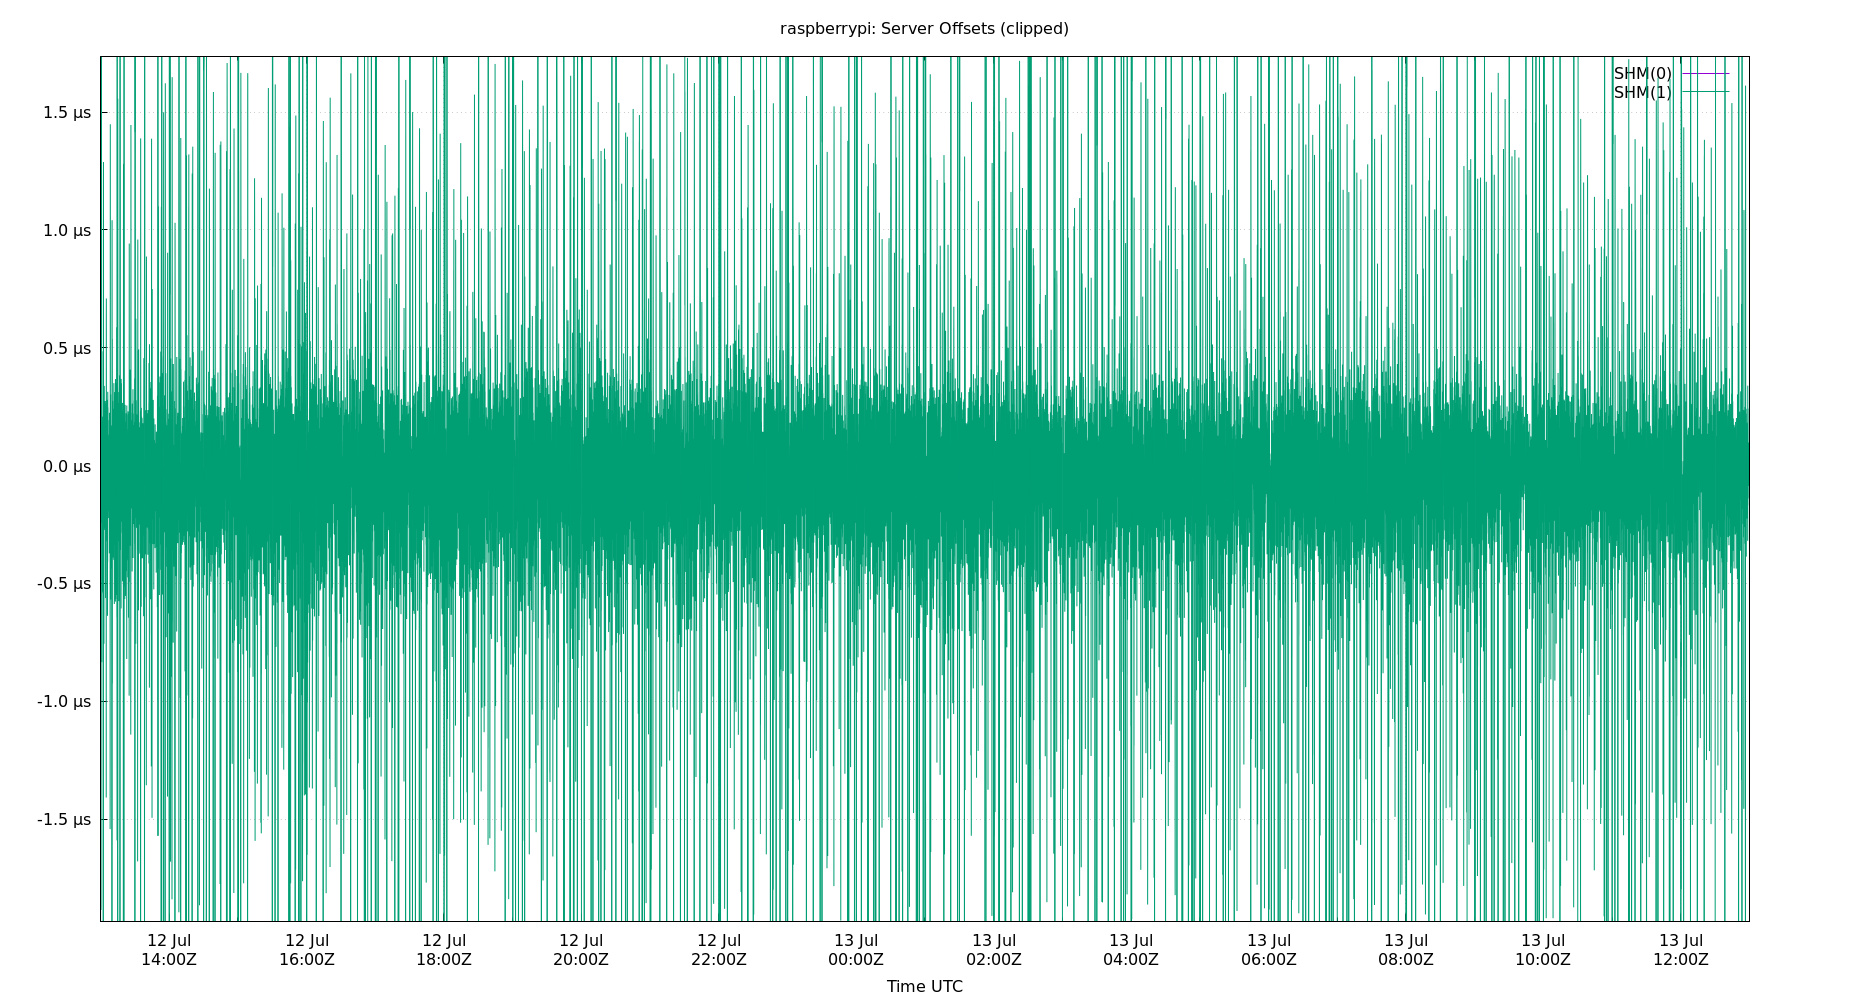 raspberrypi: Server Offsets (clipped)
SHM(0)
SHM(1)
1.5 µs
1.0 µs
0.5 µs
0.0 µs
-0.5 µs
-1.0 µs
-1.5 µs
12 Jul 12 Jul 12 Jul 12 Jul 12 Jul 13 Jul 13 Jul 13 Jul 13 Jul 13 Jul 13 Jul 13 Jul
14:00Z 16:00Z 18:00Z 20:00Z 22:00Z 00:00Z 02:00Z 04:00Z 06:00Z 08:00Z 10:00Z 12:00Z
Time UTC